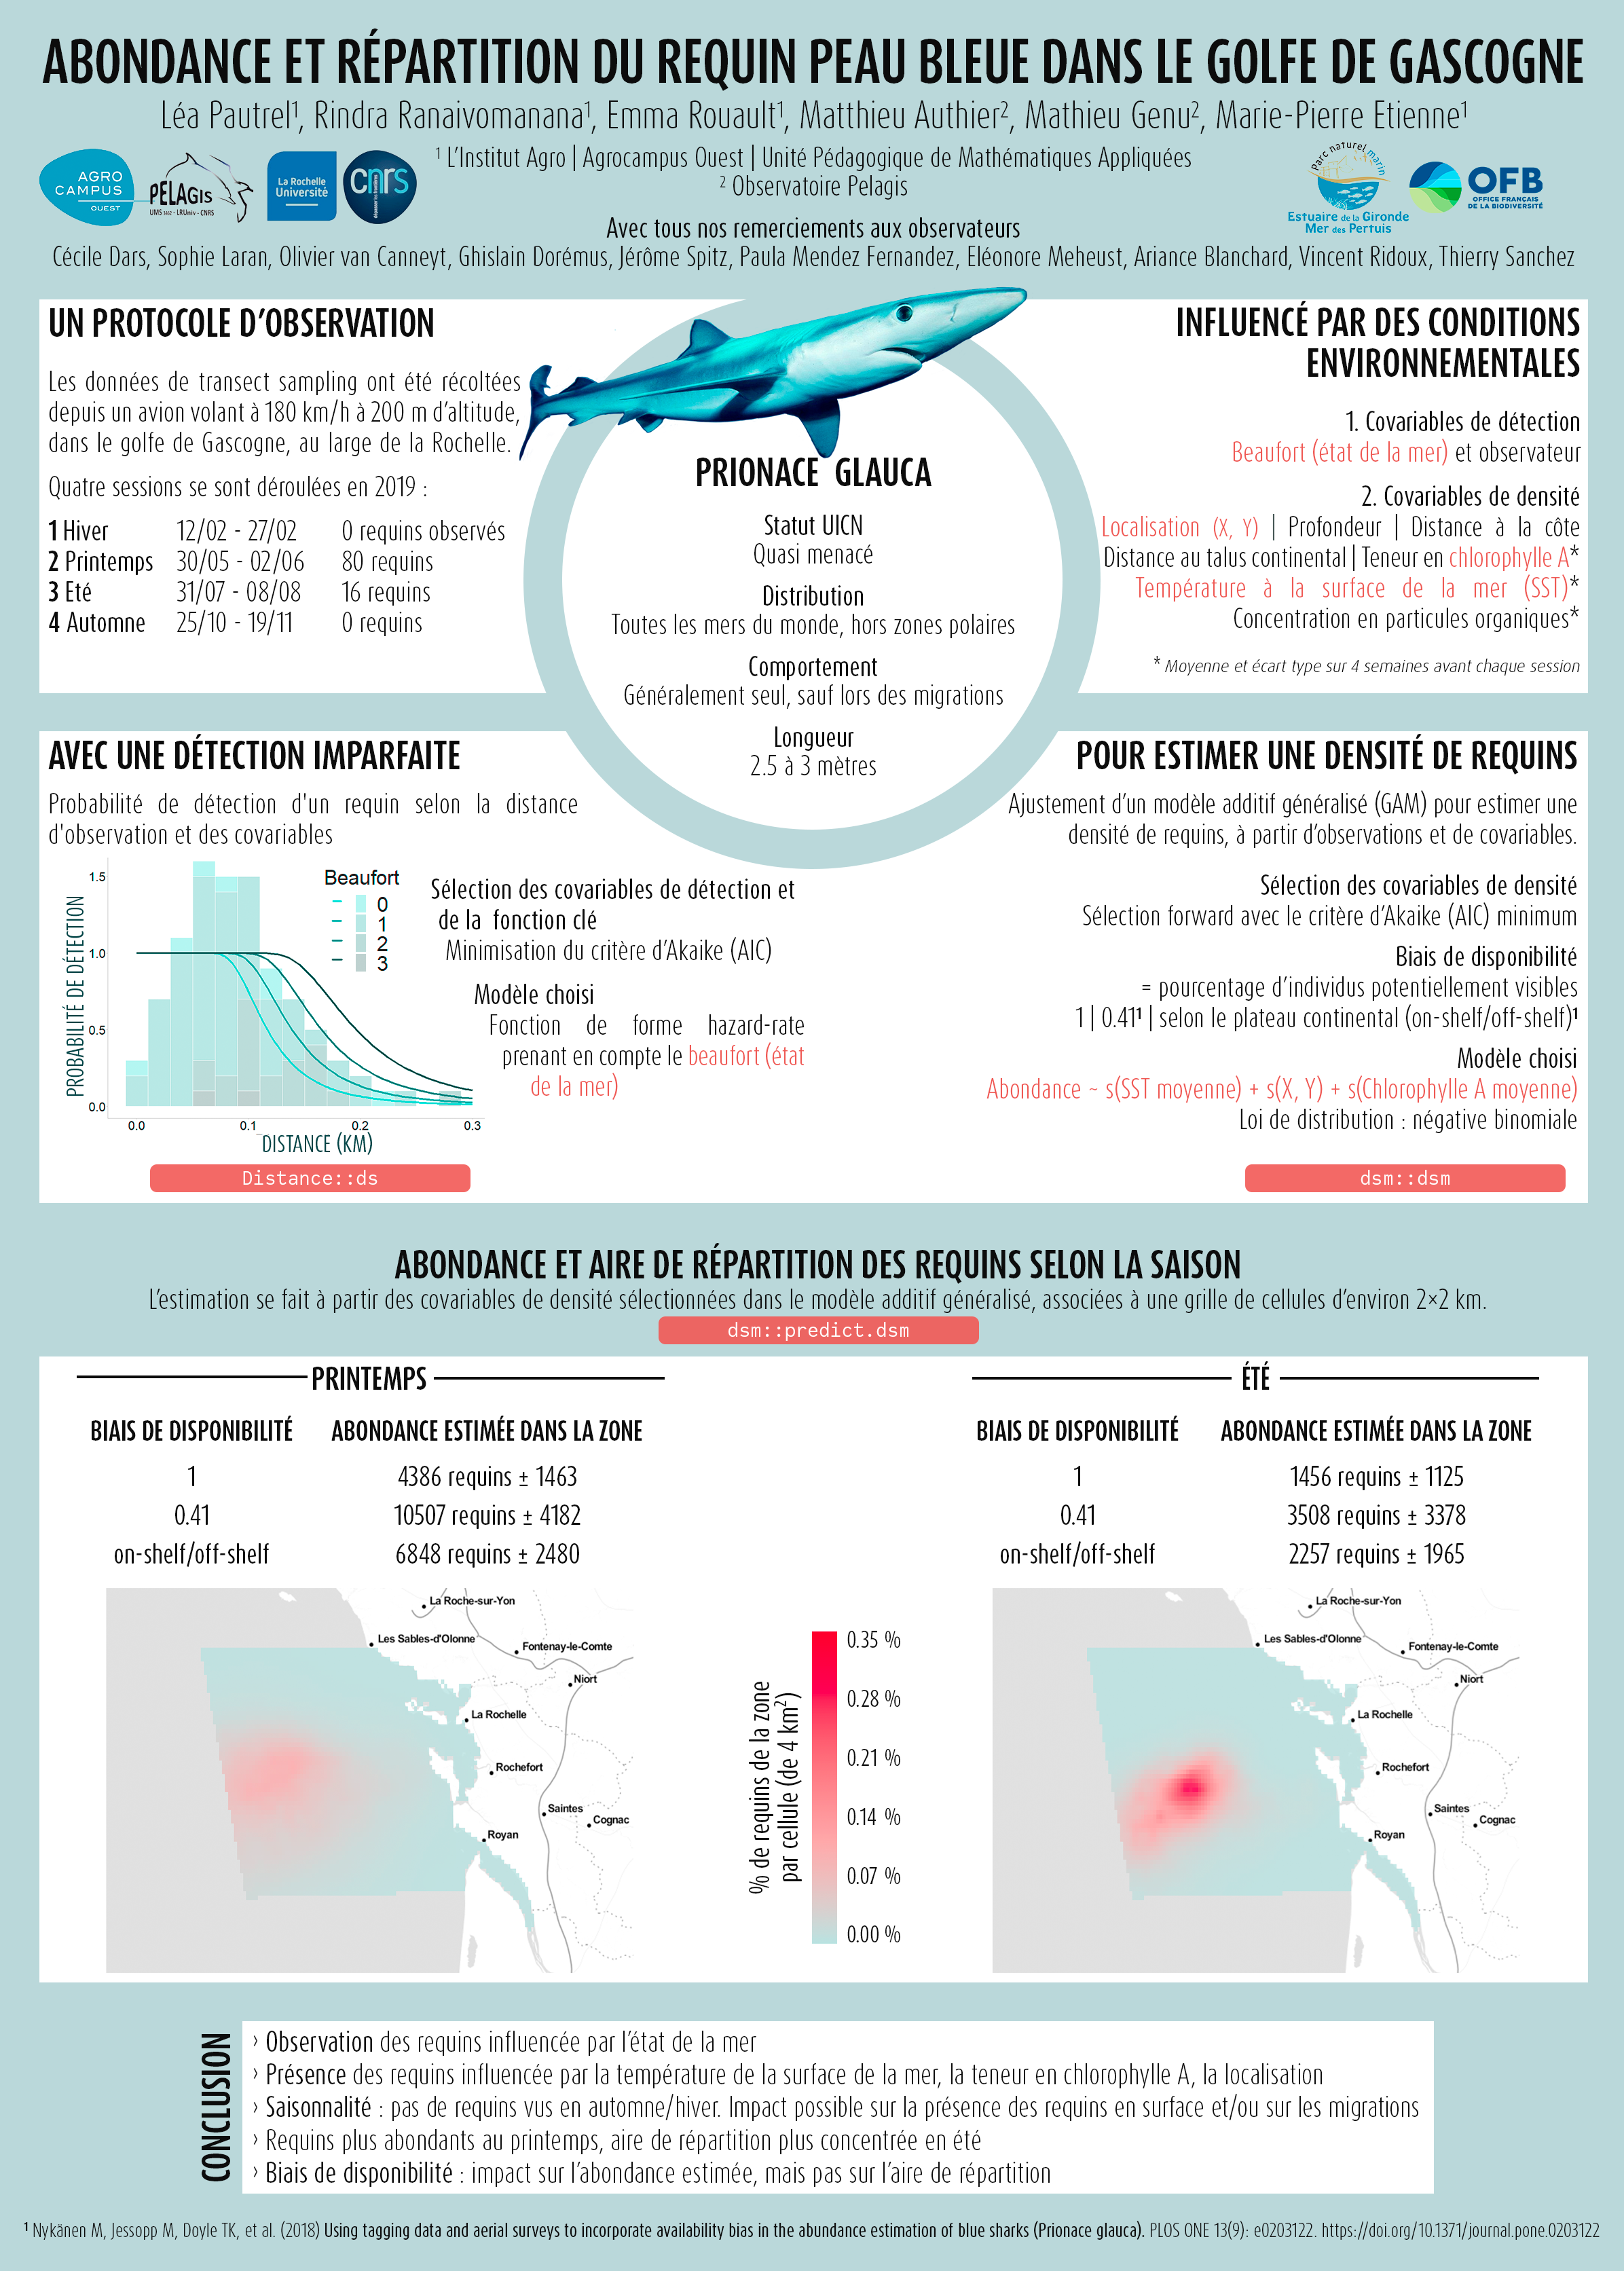 ABONDANCE ET RÉPARTITION DU REQUIN PEAU BLEUE DANS LE GOLFE DE GASCOGNE
Léa Pautrel¹, Rindra Ranaivomanana¹, Emma Rouault¹, Matthieu Authier², Mathieu Genu², Marie-Pierre Etienne¹
AGRO
CAMPUS
OUEST
PELAGIS
UMS 3462 - LRUniv - CNRS
La Rochelle
Université
cnrs
¹ L'Institut Agro | Agrocampus Ouest | Unité Pédagogique de Mathématiques Appliquées
² Observatoire Pelagis
Parc naturel marin
Estuaire de la Gironde
Mer des Pertuis
OFB
OFFICE FRANÇAIS
DE LA BIODIVERSITÉ
Avec tous nos remerciements aux observateurs
Cécile Dars, Sophie Laran, Olivier van Canneyt, Ghislain Dorémus, Jérôme Spitz, Paula Mendez Fernandez, Eléonore Meheust, Ariance Blanchard, Vincent Ridoux, Thierry Sanchez
UN PROTOCOLE D'OBSERVATION
Les données de transect sampling ont été récoltées
depuis un avion volant à 180 km/h à 200 m d'altitude,
dans le golfe de Gascogne, au large de la Rochelle.
Quatre sessions se sont déroulées en 2019 :
1 Hiver 12/02 - 27/02 0 requins observés
2 Printemps 30/05 - 02/06 80 requins
3 Eté 31/07 - 08/08 16 requins
4 Automne 25/10 - 19/11 0 requins
PRIONACE GLAUCA
Statut UICN
Quasi menacé
Distribution
Toutes les mers du monde, hors zones polaires
Comportement
Généralement seul, sauf lors des migrations
Longueur
2.5 à 3 mètres
INFLUENCÉ PAR DES CONDITIONS
ENVIRONNEMENTALES
1. Covariables de détection
Beaufort (état de la mer) et observateur
2. Covariables de densité
Localisation (X, Y) | Profondeur | Distance à la côte
Distance au talus continental | Teneur en chlorophylle A*
Température à la surface de la mer (SST)*
Concentration en particules organiques*
* Moyenne et écart type sur 4 semaines avant chaque session
AVEC UNE DÉTECTION IMPARFAITE
Probabilité de détection d'un requin selon la distance
d'observation et des covariables
PROBABILITÉ DE DÉTECTION
1.5
1.0
0.5
0.0
0.0 0.1 0.2 0.3
DISTANCE (KM)
Beaufort
0
1
2
3
Distance::ds
Sélection des covariables de détection et
de la fonction clé
Minimisation du critère d'Akaike (AIC)
Modèle choisi
Fonction de forme hazard-rate
prenant en compte le beaufort (état
de la mer)
POUR ESTIMER UNE DENSITÉ DE REQUINS
Ajustement d'un modèle additif généralisé (GAM) pour estimer une
densité de requins, à partir d'observations et de covariables.
Sélection des covariables de densité
Sélection forward avec le critère d'Akaike (AIC) minimum
Biais de disponibilité
= pourcentage d'individus potentiellement visibles
1 | 0.41¹ | selon le plateau continental (on-shelf/off-shelf)¹
Modèle choisi
Abondance ~ s(SST moyenne) + s(X, Y) + s(Chlorophylle A moyenne)
Loi de distribution : négative binomiale
dsm::dsm
ABONDANCE ET AIRE DE RÉPARTITION DES REQUINS SELON LA SAISON
L'estimation se fait à partir des covariables de densité sélectionnées dans le modèle additif généralisé, associées à une grille de cellules d'environ 2×2 km.
dsm::predict.dsm
PRINTEMPS
BIAIS DE DISPONIBILITÉ ABONDANCE ESTIMÉE DANS LA ZONE
1 4386 requins ± 1463
0.41 10507 requins ± 4182
on-shelf/off-shelf 6848 requins ± 2480
La Roche-sur-Yon
Les Sables-d'Olonne
Fontenay-le-Comte
Niort
La Rochelle
Rochefort
Saintes
Cognac
Royan
% de requins de la zone
par cellule (de 4 km²)
0.35 %
0.28 %
0.21 %
0.14 %
0.07 %
0.00 %
ÉTÉ
BIAIS DE DISPONIBILITÉ ABONDANCE ESTIMÉE DANS LA ZONE
1 1456 requins ± 1125
0.41 3508 requins ± 3378
on-shelf/off-shelf 2257 requins ± 1965
La Roche-sur-Yon
Les Sables-d'Olonne
Fontenay-le-Comte
Niort
La Rochelle
Rochefort
Saintes
Cognac
Royan
CONCLUSION
› Observation des requins influencée par l'état de la mer
› Présence des requins influencée par la température de la surface de la mer, la teneur en chlorophylle A, la localisation
› Saisonnalité : pas de requins vus en automne/hiver. Impact possible sur la présence des requins en surface et/ou sur les migrations
› Requins plus abondants au printemps, aire de répartition plus concentrée en été
› Biais de disponibilité : impact sur l'abondance estimée, mais pas sur l'aire de répartition
¹ Nykänen M, Jessopp M, Doyle TK, et al. (2018) Using tagging data and aerial surveys to incorporate availability bias in the abundance estimation of blue sharks (Prionace glauca). PLOS ONE 13(9): e0203122. https://doi.org/10.1371/journal.pone.0203122